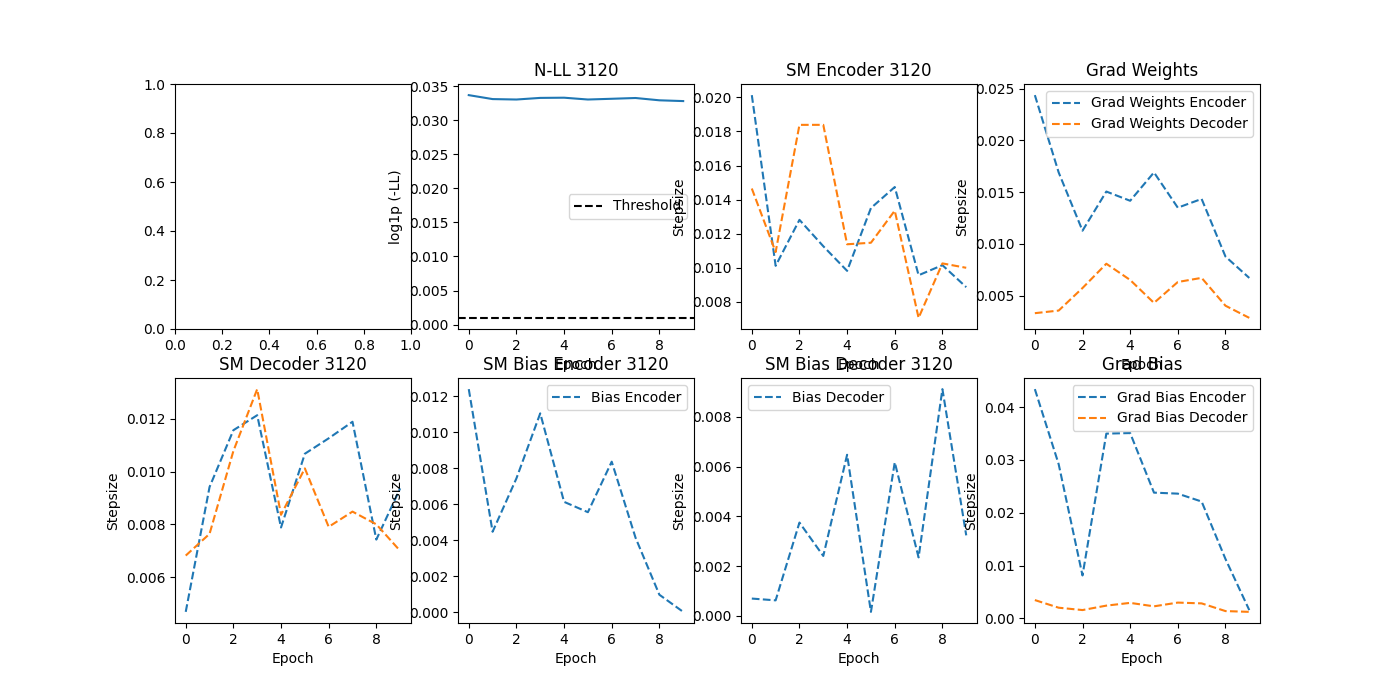 N-LL 3120
SM Encoder 3120
Grad Weights
1.0
0.8
0.6
0.4
0.2
0.0
0.0 0.2 0.4 0.6 0.8 1.0
log1p (-LL)
0.035
0.030
0.025
0.020
0.015
0.010
0.005
0.000
Threshold
0 2 4 6 8
Epoch
Stepsize
0.020
0.018
0.016
0.014
0.012
0.010
0.008
0 2 4 6 8
Epoch
Stepsize
0.025
0.020
0.015
0.010
0.005
Grad Weights Encoder
Grad Weights Decoder
0 2 4 6 8
Epoch
SM Decoder 3120
SM Bias Encoder 3120
SM Bias Decoder 3120
Grad Bias
Stepsize
0.012
0.010
0.008
0.006
0 2 4 6 8
Epoch
Stepsize
0.012
0.010
0.008
0.006
0.004
0.002
0.000
Bias Encoder
0 2 4 6 8
Epoch
Stepsize
0.008
0.006
0.004
0.002
0.000
Bias Decoder
0 2 4 6 8
Epoch
Stepsize
0.04
0.03
0.02
0.01
0.00
Grad Bias Encoder
Grad Bias Decoder
0 2 4 6 8
Epoch